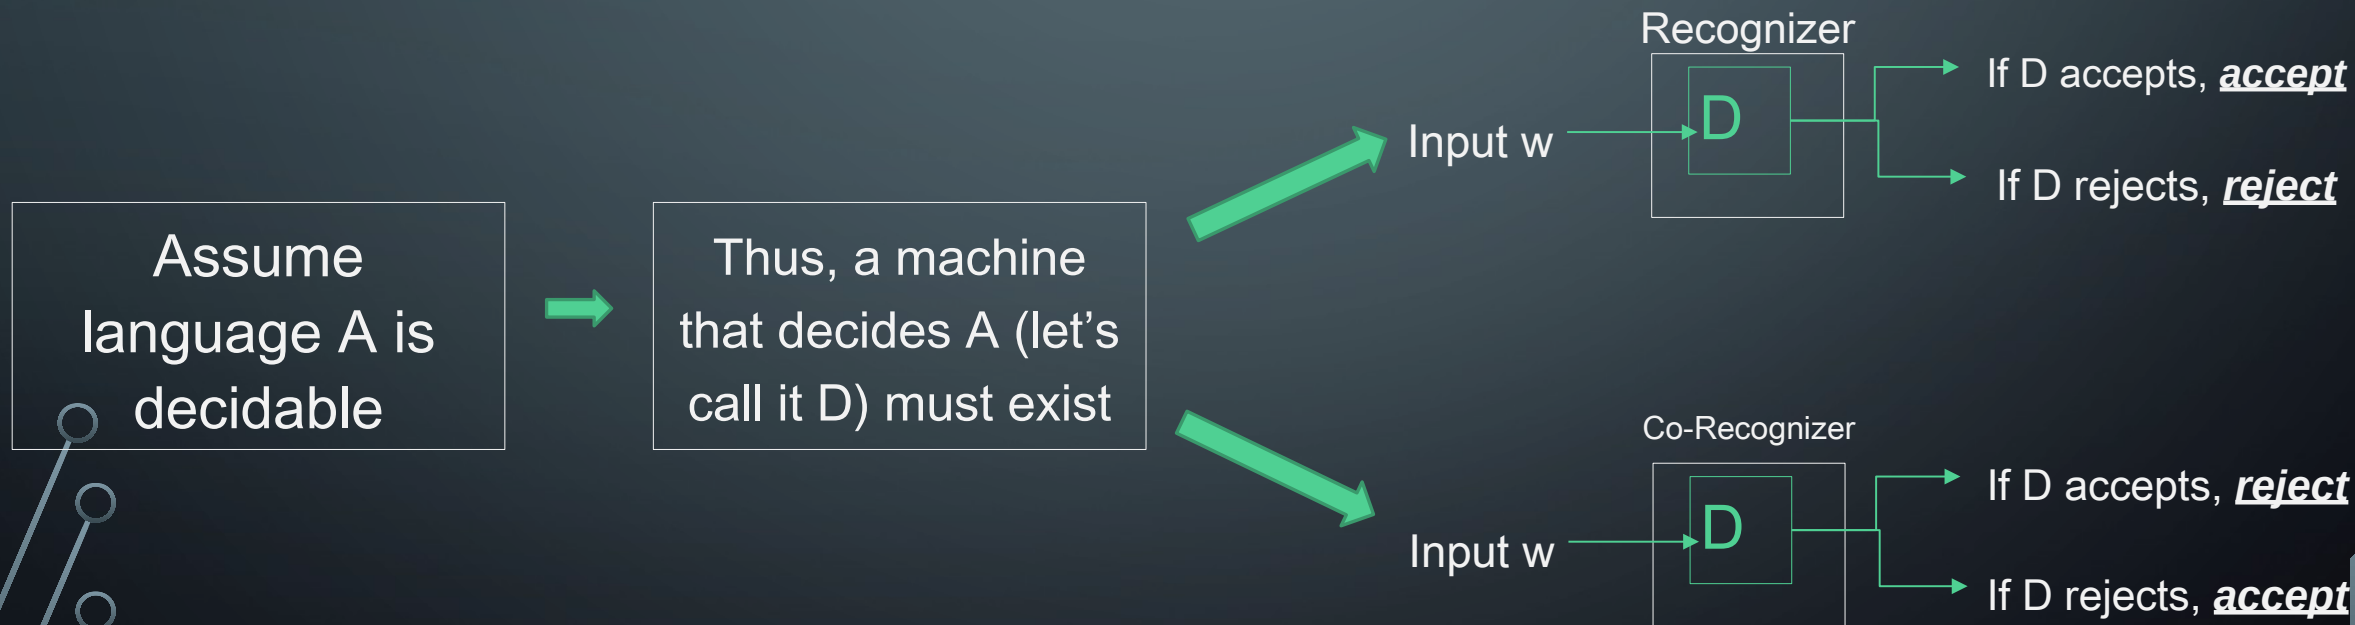 Assume
language A is
decidable
Thus, a machine
that decides A (let’s
call it D) must exist
Recognizer
Input w
D
If D accepts, accept
If D rejects, reject
Co-Recognizer
Input w
D
If D accepts, reject
If D rejects, accept